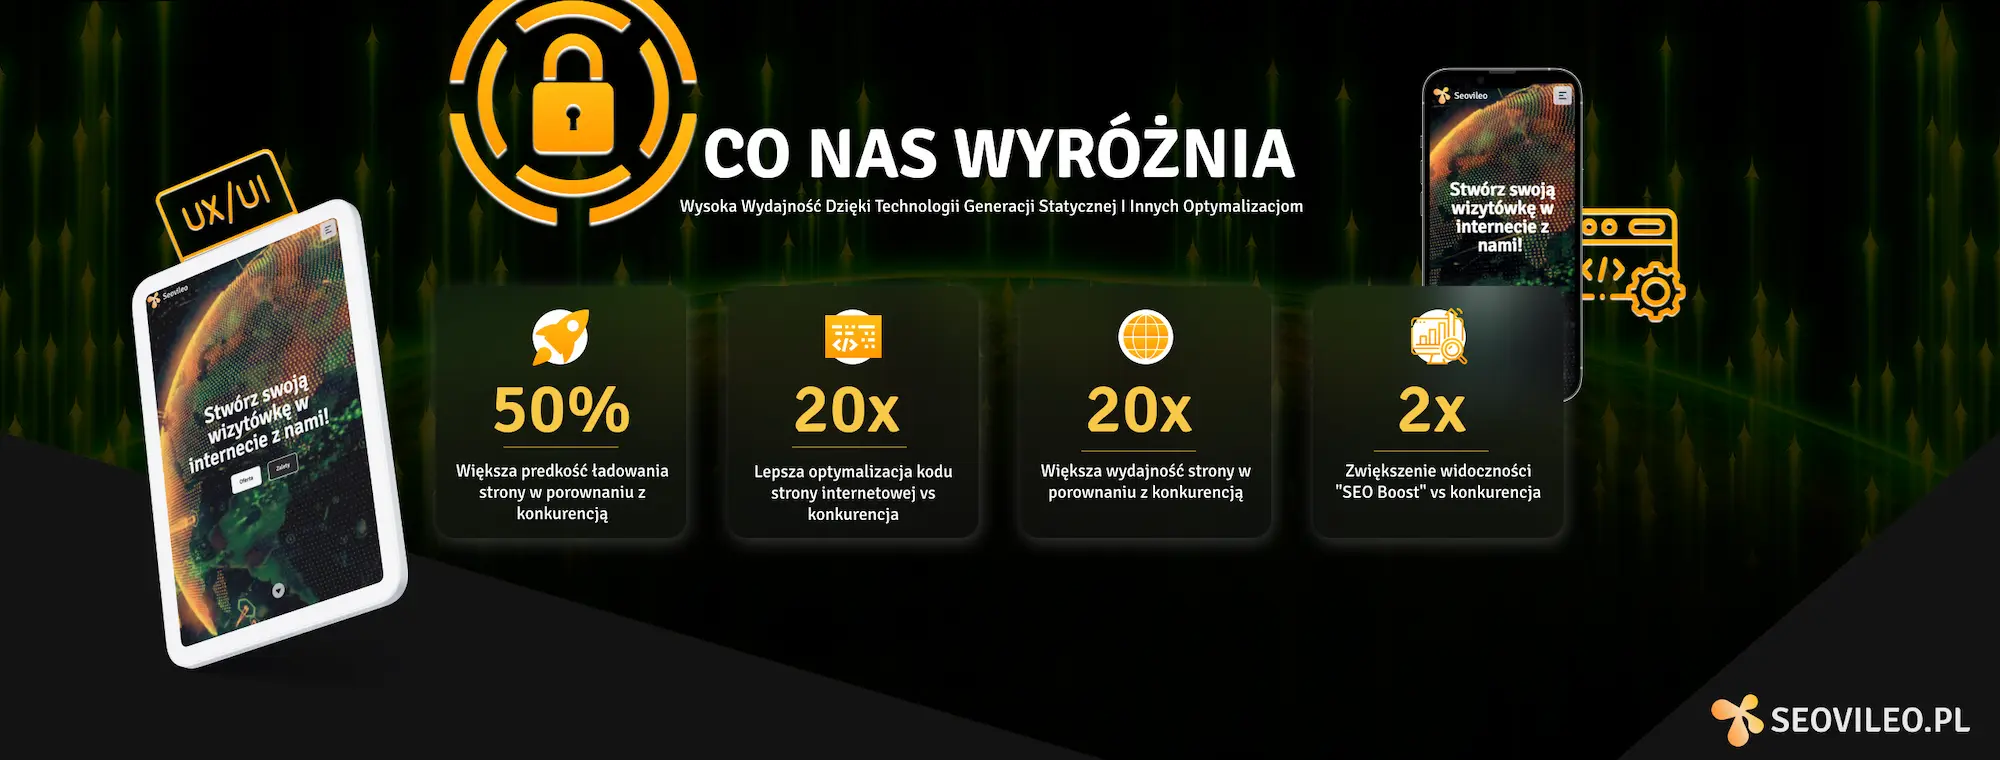 CO NAS WYRÓŻNIA
Wysoka Wydajność Dzięki Technologii Generacji Statycznej I Innych Optymalizacjom
UX/UI
Seovileo
Stwórz swoją
wizytówkę w
internecie z nami!
Oferta
Zalety
Seovileo
Stwórz swoją
wizytówkę w
internecie z
nami!
</>
50%
Większa predkość ładowania
strony w porownaniu z
konkurencją
</>
20x
Lepsza optymalizacja kodu
strony internetowej vs
konkurencja
20x
Większa wydajność strony w
porownaniu z konkurencją
2x
Zwiększenie widoczności
"SEO Boost" vs konkurencja
SEOVILEO.PL